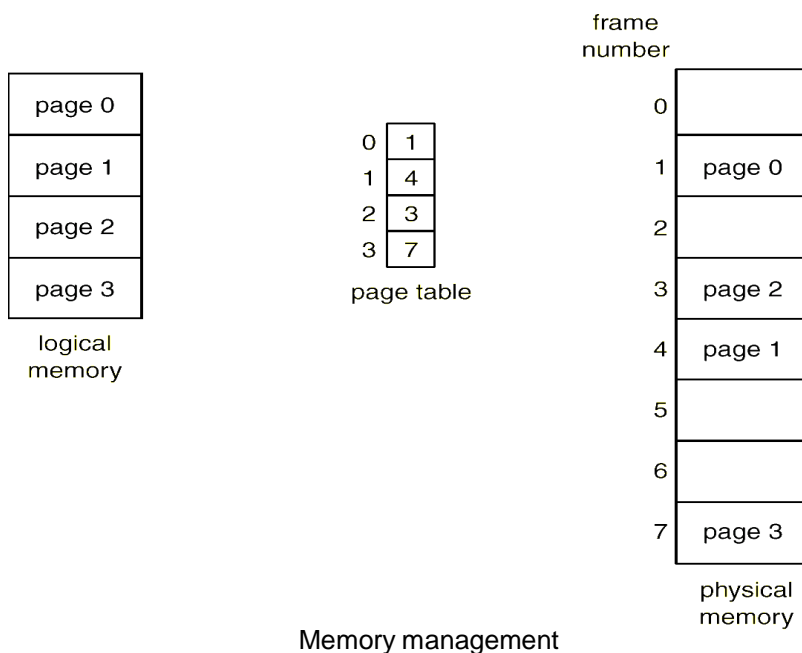 page 0
page 1
page 2
page 3
logical
memory
0 1
1 4
2 3
3 7
page table
frame
number
0
1 page 0
2
3 page 2
4 page 1
5
6
7 page 3
physical
memory
Memory management